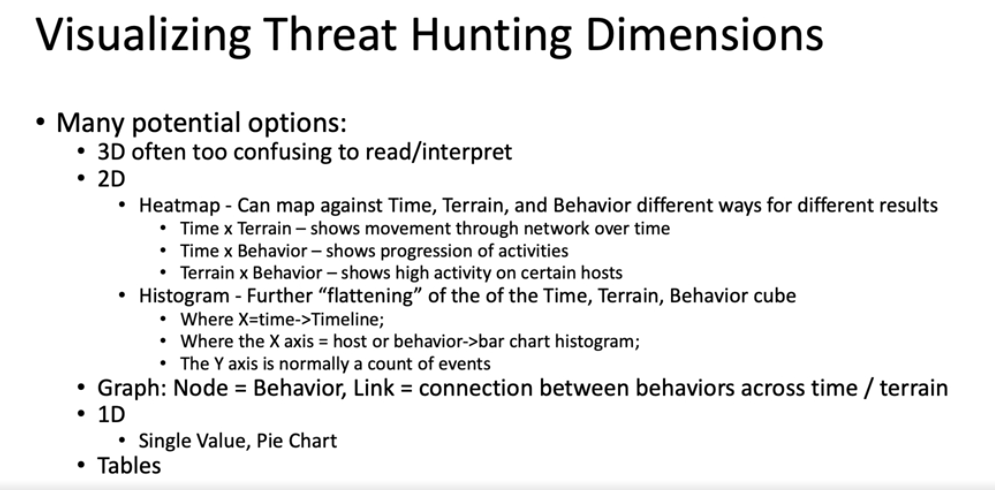 Visualizing Threat Hunting Dimensions
• Many potential options:
• 3D often too confusing to read/interpret
• 2D
• Heatmap - Can map against Time, Terrain, and Behavior different ways for different results
• Time x Terrain – shows movement through network over time
• Time x Behavior – shows progression of activities
• Terrain x Behavior – shows high activity on certain hosts
• Histogram - Further “flattening” of the of the Time, Terrain, Behavior cube
• Where X=time->Timeline;
• Where the X axis = host or behavior->bar chart histogram;
• The Y axis is normally a count of events
• Graph: Node = Behavior, Link = connection between behaviors across time / terrain
• 1D
• Single Value, Pie Chart
• Tables